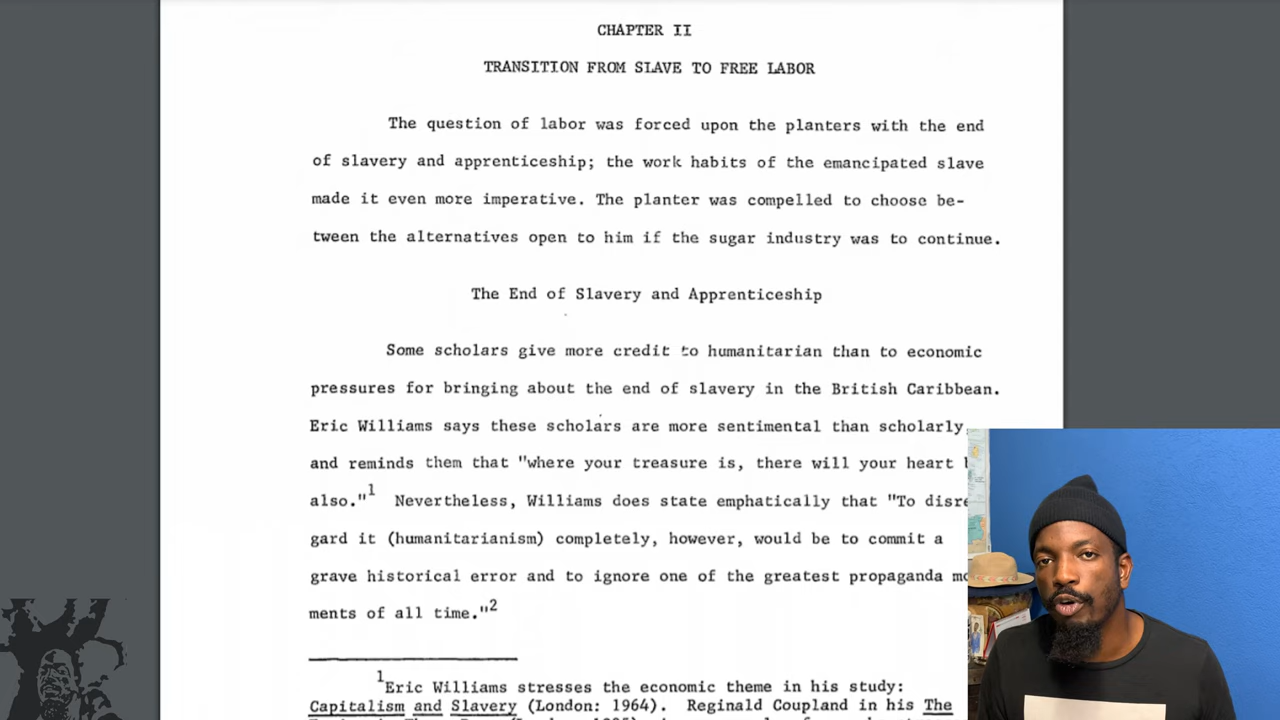 CHAPTER II
TRANSITION FROM SLAVE TO FREE LABOR
The question of labor was forced upon the planters with the end
of slavery and apprenticeship; the work habits of the emancipated slave
made it even more imperative. The planter was compelled to choose be-
tween the alternatives open to him if the sugar industry was to continue.
The End of Slavery and Apprenticeship
Some scholars give more credit to humanitarian than to economic
pressures for bringing about the end of slavery in the British Caribbean.
Eric Williams says these scholars are more sentimental than scholarly
and reminds them that "where your treasure is, there will your heart
also."1 Nevertheless, Williams does state emphatically that "To disre
gard it (humanitarianism) completely, however, would be to commit a
grave historical error and to ignore one of the greatest propaganda mo
ments of all time."2
1Eric Williams stresses the economic theme in his study:
Capitalism and Slavery (London: 1964). Reginald Coupland in his The